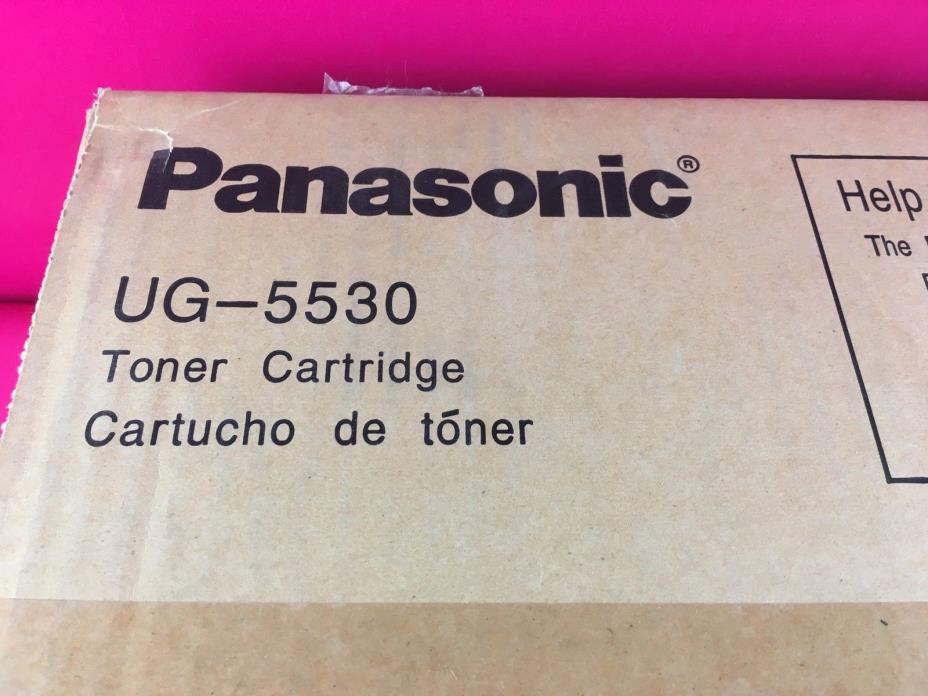 Panasonic®
UG-5530
Toner Cartridge
Cartucho de tóner
Help
The